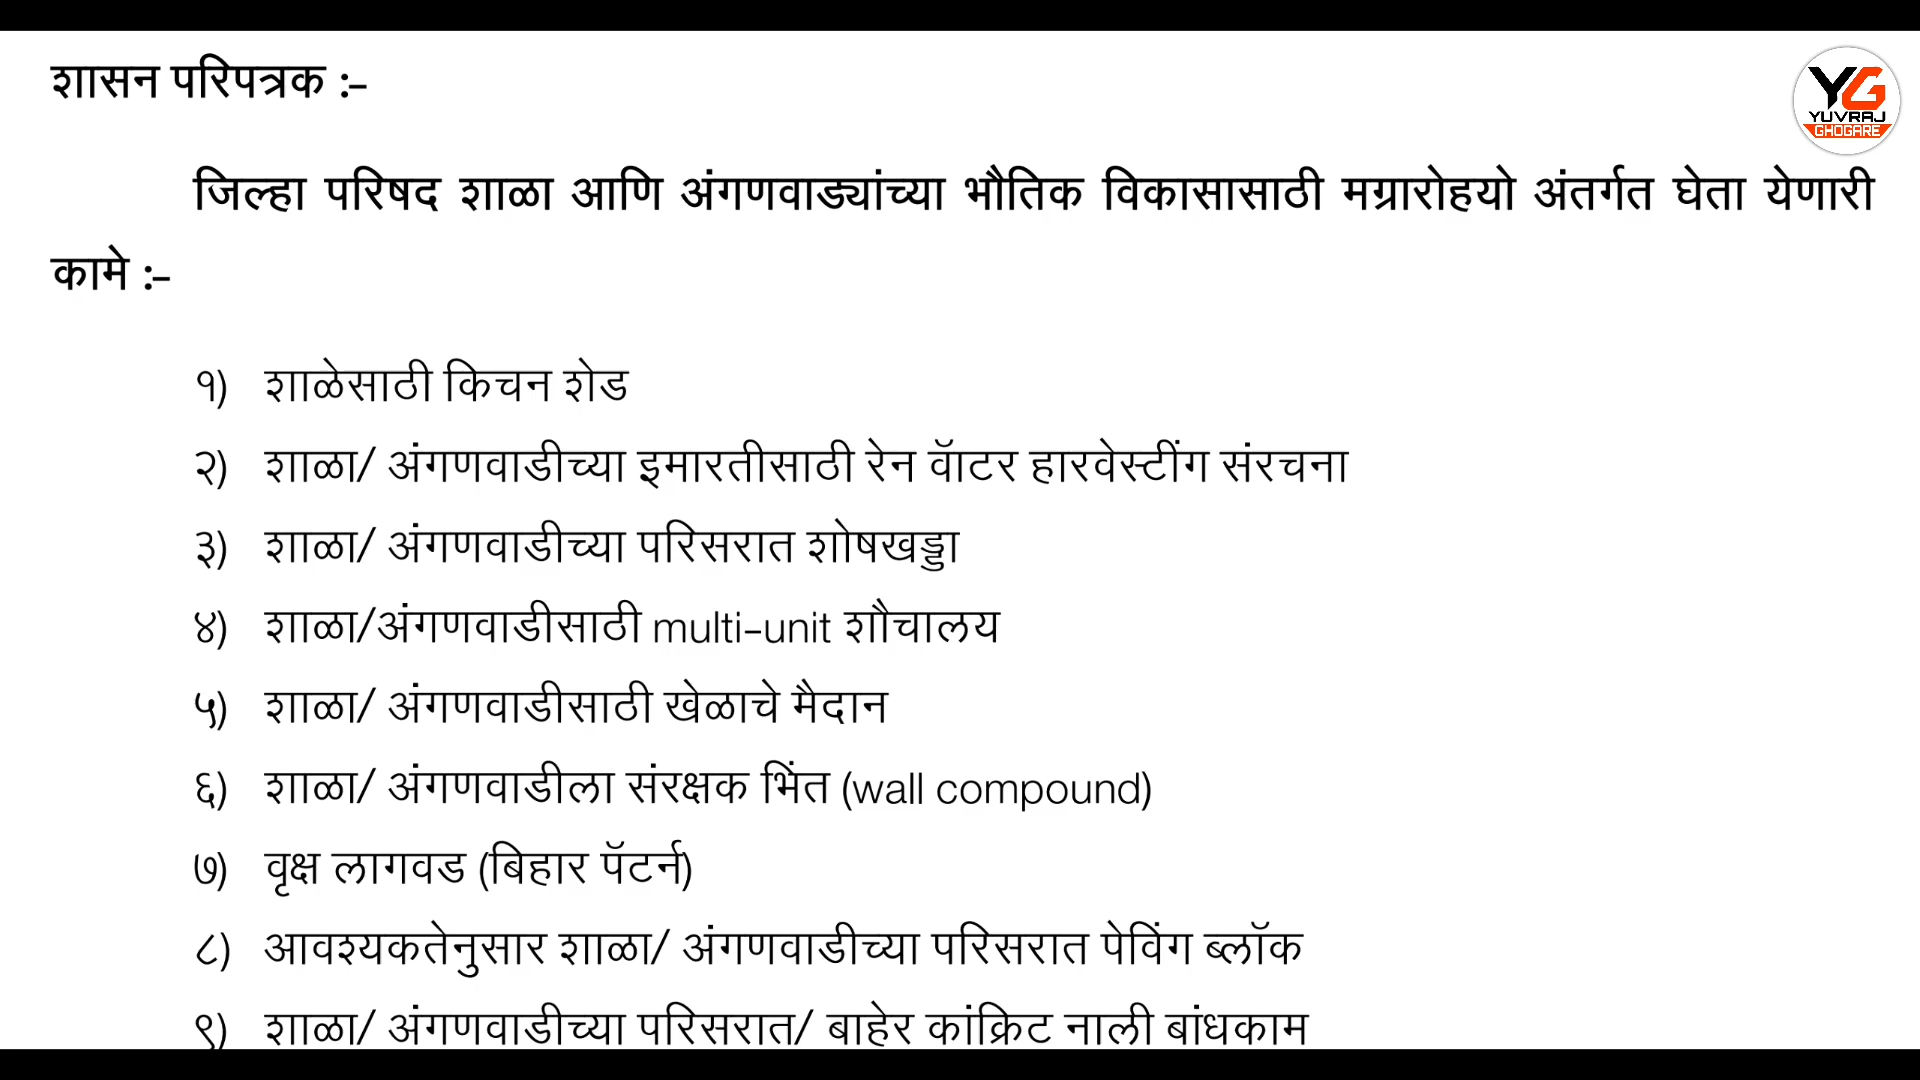 शासन परिपत्रक :-
YG
YUVRAJ
GHOGARE
जिल्हा परिषद शाळा आणि अंगणवाड्यांच्या भौतिक विकासासाठी मग्रारोहयो अंतर्गत घेता येणारी
कामे :-
१) शाळेसाठी किचन शेड
२) शाळा/ अंगणवाडीच्या इमारतीसाठी रेन वॅाटर हारवेस्टींग संरचना
३) शाळा/ अंगणवाडीच्या परिसरात शोषखड्डा
४) शाळा/अंगणवाडीसाठी multi-unit शौचालय
५) शाळा/ अंगणवाडीसाठी खेळाचे मैदान
६) शाळा/ अंगणवाडीला संरक्षक भिंत (wall compound)
७) वृक्ष लागवड (बिहार पॅटर्न)
८) आवश्यकतेनुसार शाळा/ अंगणवाडीच्या परिसरात पेविंग ब्लॉक
९) शाळा/ अंगणवाडीच्या परिसरात/ बाहेर कांक्रिट नाली बांधकाम